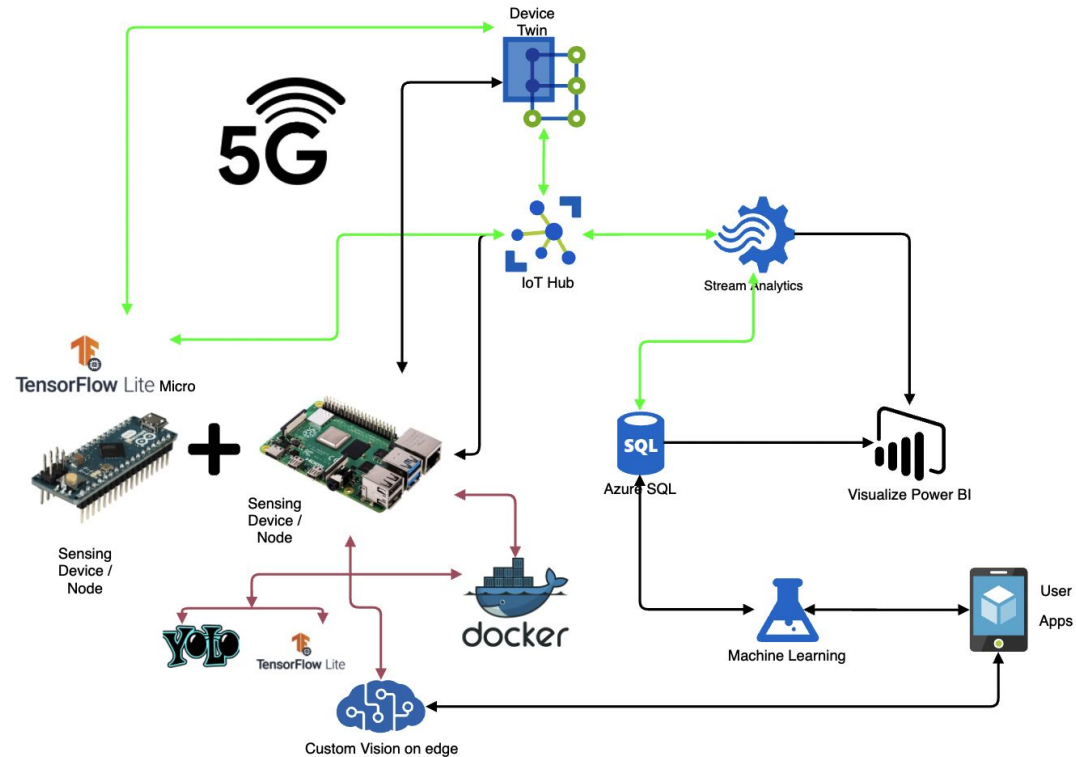 Device
Twin
5G
IoT Hub
Stream Analytics
TensorFlow Lite Micro
SQL
Azure SQL
Visualize Power BI
Sensing
Device /
Node
Sensing
Device /
Node
docker
YOLO
TensorFlow Lite
Machine Learning
User
Apps
Custom Vision on edge